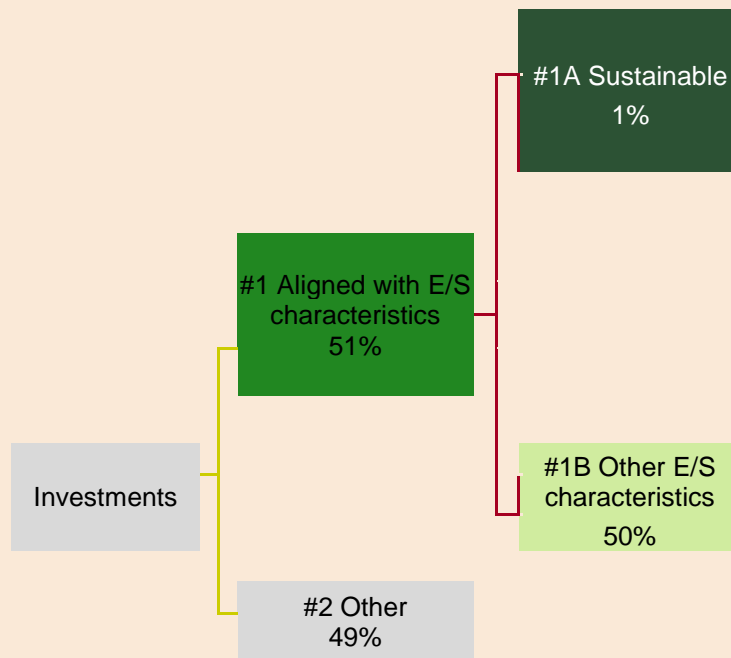 #1A Sustainable
1%
#1 Aligned with E/S
characteristics
51%
Investments
#1B Other E/S
characteristics
50%
#2 Other
49%